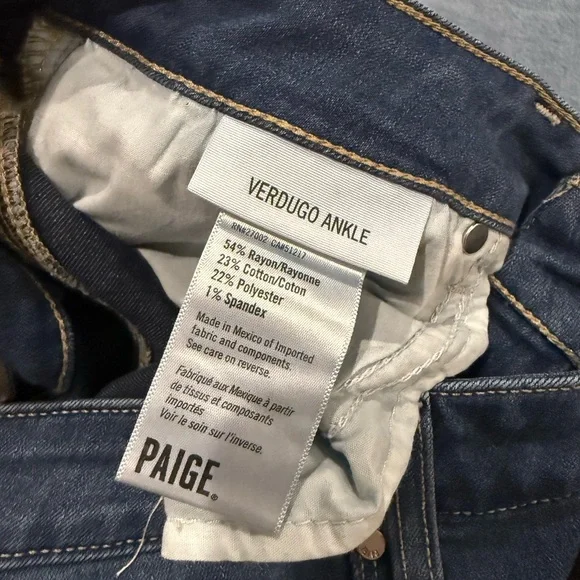 VERDUGO ANKLE
RN#27002 CA#51217
54% Rayon/Rayonne
23% Cotton/Coton
22% Polyester
1% Spandex
Made in Mexico of Imported
fabric and components.
See care on reverse.
Fabriqué aux Mexique à partir
de tissus et composants
importés
Voir le soin sur l'inverse.
PAIGE®